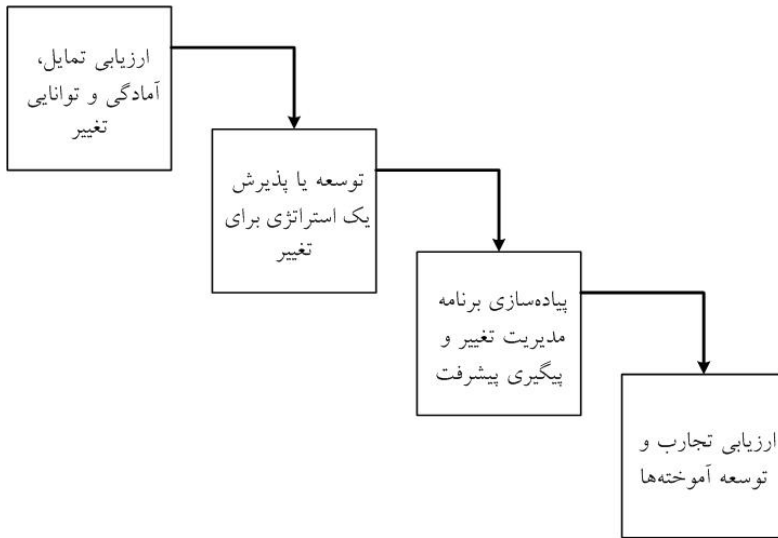 ارزیابی تمایل،
آمادگی و توانایی
تغییر
توسعه یا پذیرش
یک استراتژی برای
تغییر
پیاده‌سازی برنامه
مدیریت تغییر و
پیگیری پیشرفت
ارزیابی تجارب و
توسعه آموخته‌ها